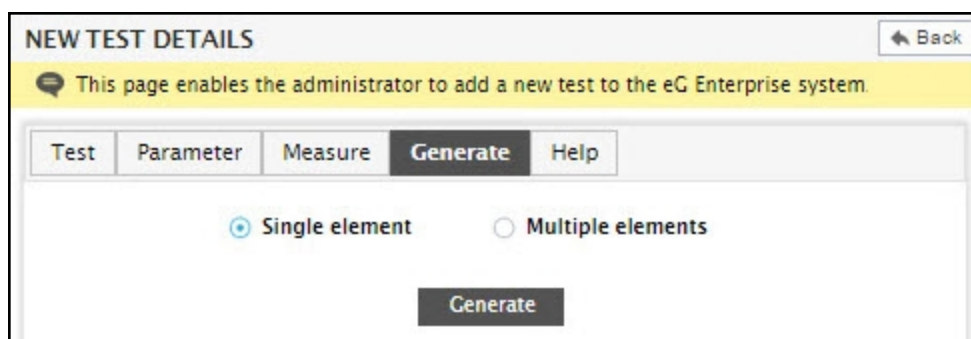 NEW TEST DETAILS
Back
This page enables the administrator to add a new test to the eG Enterprise system.
Test Parameter Measure Generate Help
Single element Multiple elements
Generate